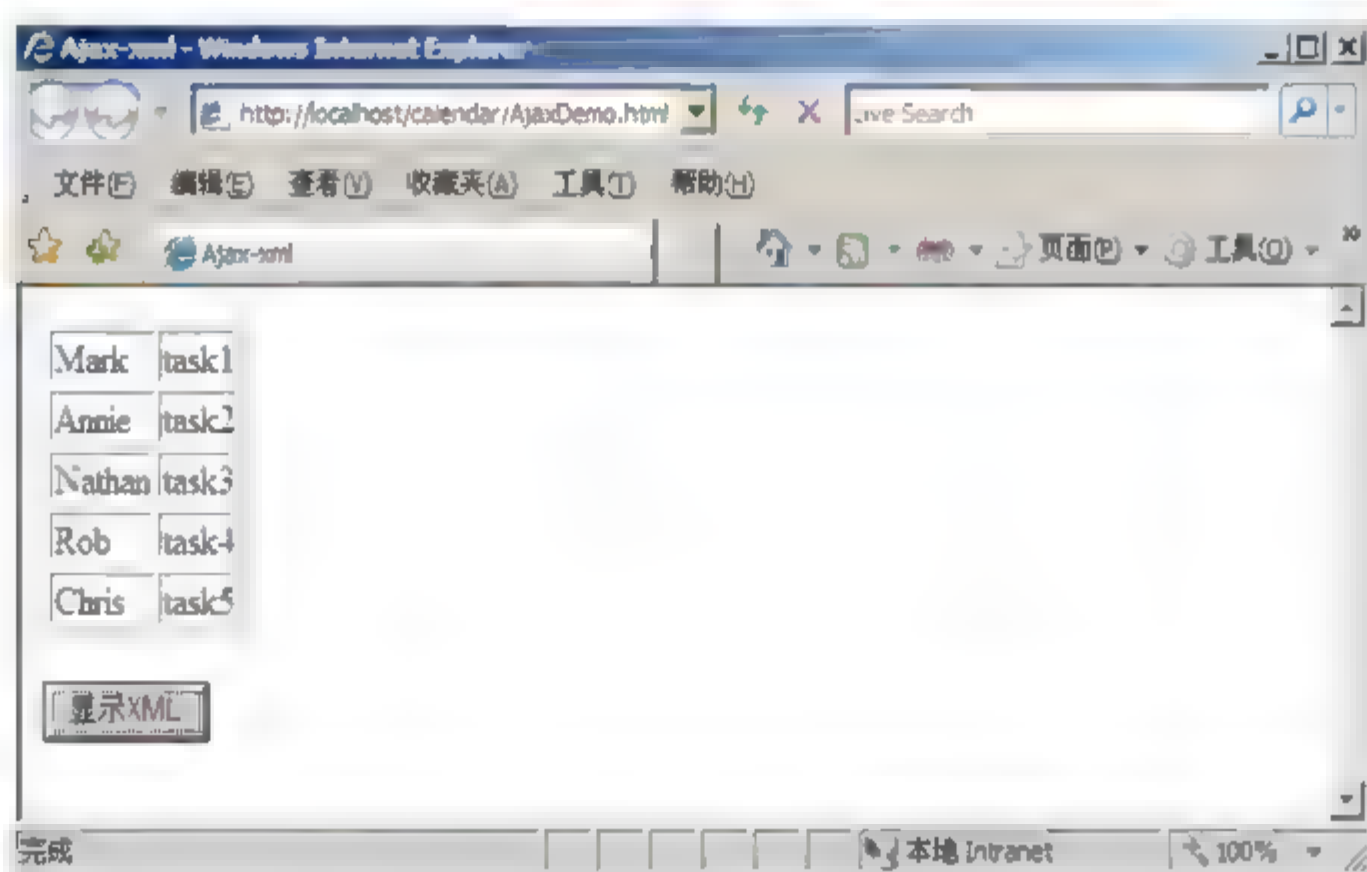 Ajax-xml - Windows Internet Explorer
http://localhost/calendar/AjaxDemo.html
ive Search
文件(F) 编辑(E) 查看(V) 收藏夹(A) 工具(T) 帮助(H)
Ajax-xml
页面(P) 工具(O) »
Mark task1
Annie task2
Nathan task3
Rob task4
Chris task5
显示XML
完成
本地 Intranet
100%